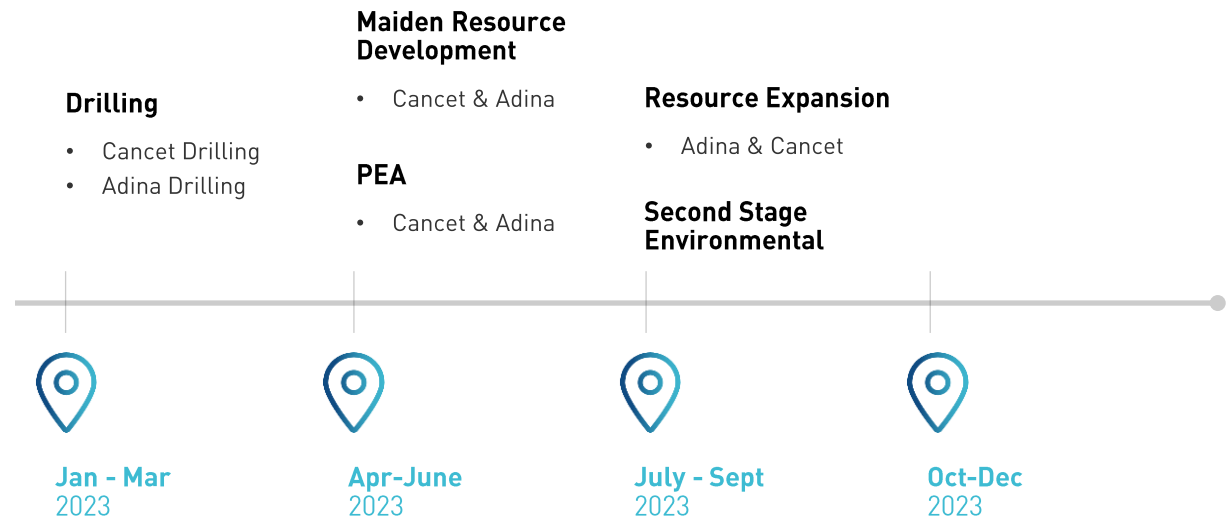 Drilling
• Cancet Drilling
• Adina Drilling
Maiden Resource
Development
• Cancet & Adina
PEA
• Cancet & Adina
Resource Expansion
• Adina & Cancet
Second Stage
Environmental
Jan - Mar
2023
Apr-June
2023
July - Sept
2023
Oct-Dec
2023